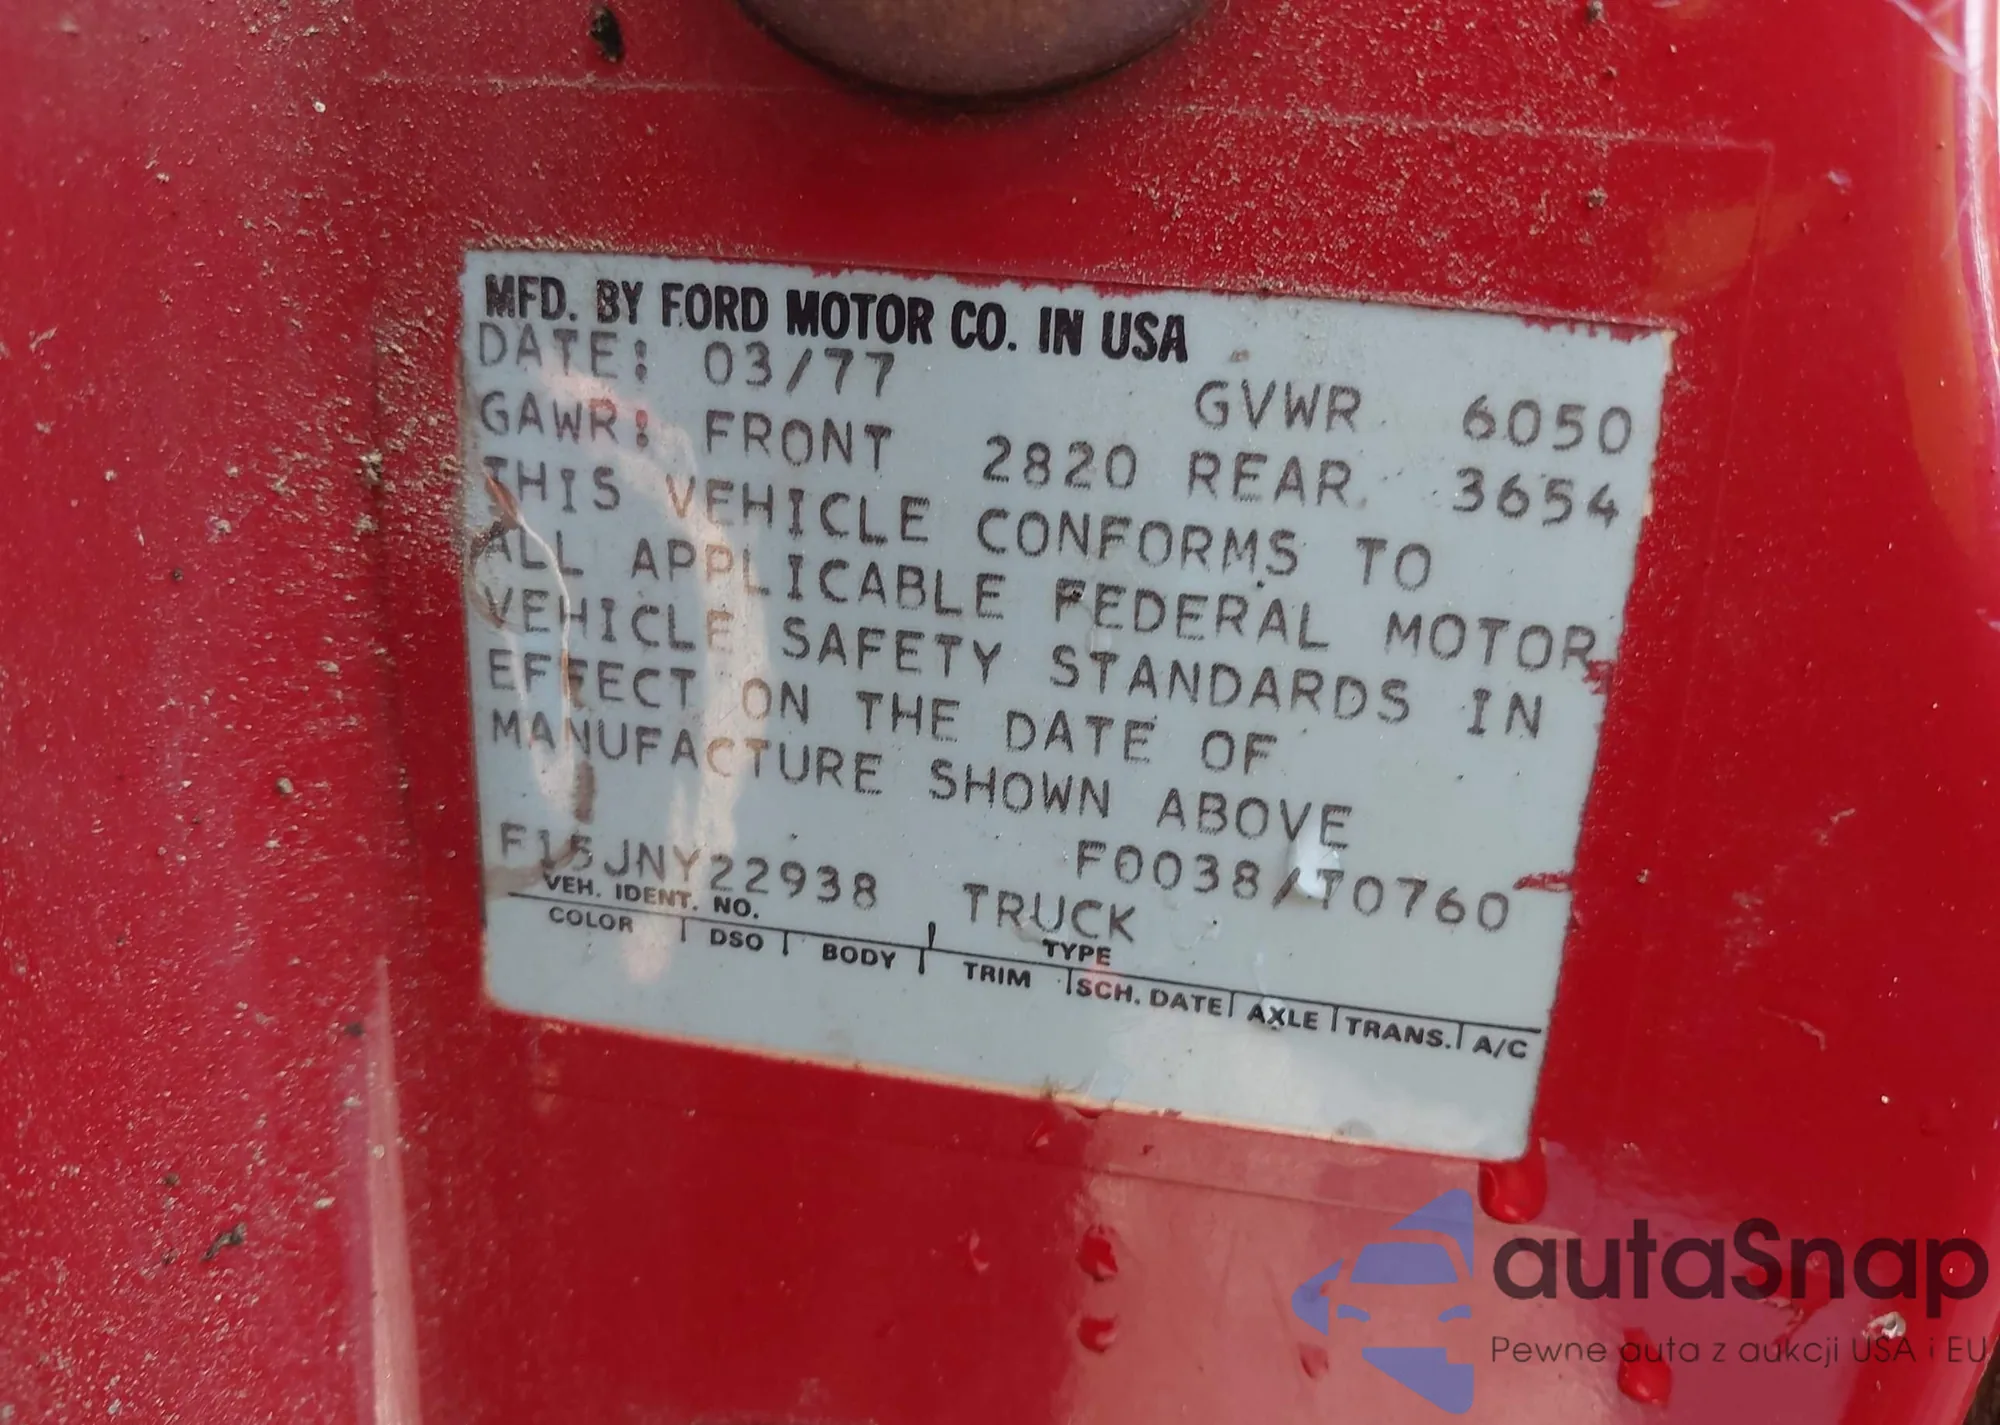 MFD. BY FORD MOTOR CO. IN USA
DATE: 03/77 GVWR 6050
GAWR: FRONT 2820 REAR 3654
THIS VEHICLE CONFORMS TO
ALL APPLICABLE FEDERAL MOTOR
VEHICLE SAFETY STANDARDS IN
EFFECT ON THE DATE OF
MANUFACTURE SHOWN ABOVE
F0038/T0760
F15JNY22938 TRUCK
VEH. IDENT. NO. TYPE
COLOR DSO BODY TRIM SCH. DATE AXLE TRANS. A/C
autaSnap
Pewne auta z aukcji USA i EU